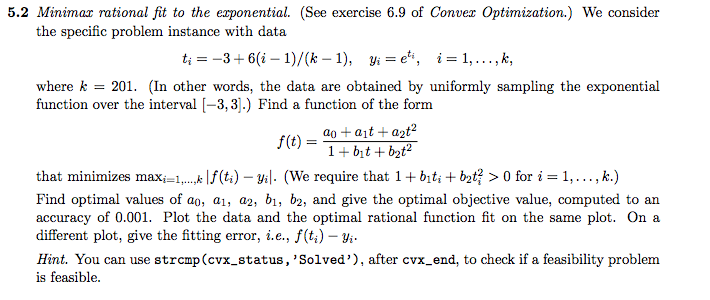 5.2 Minimax rational fit to the exponential. (See exercise 6.9 of Convex Optimization.) We consider
the specific problem instance with data
tᵢ = −3 + 6(i − 1)/(k − 1),   yᵢ = e^{tᵢ},   i = 1, . . . , k,
where k = 201. (In other words, the data are obtained by uniformly sampling the exponential
function over the interval [−3, 3].) Find a function of the form
f(t) = (a₀ + a₁t + a₂t²)/(1 + b₁t + b₂t²)
that minimizes max_{i=1,...,k} |f(tᵢ) − yᵢ|. (We require that 1 + b₁tᵢ + b₂tᵢ² > 0 for i = 1, . . . , k.)
Find optimal values of a₀, a₁, a₂, b₁, b₂, and give the optimal objective value, computed to an
accuracy of 0.001. Plot the data and the optimal rational function fit on the same plot. On a
different plot, give the fitting error, i.e., f(tᵢ) − yᵢ.
Hint. You can use strcmp(cvx_status,'Solved'), after cvx_end, to check if a feasibility problem
is feasible.